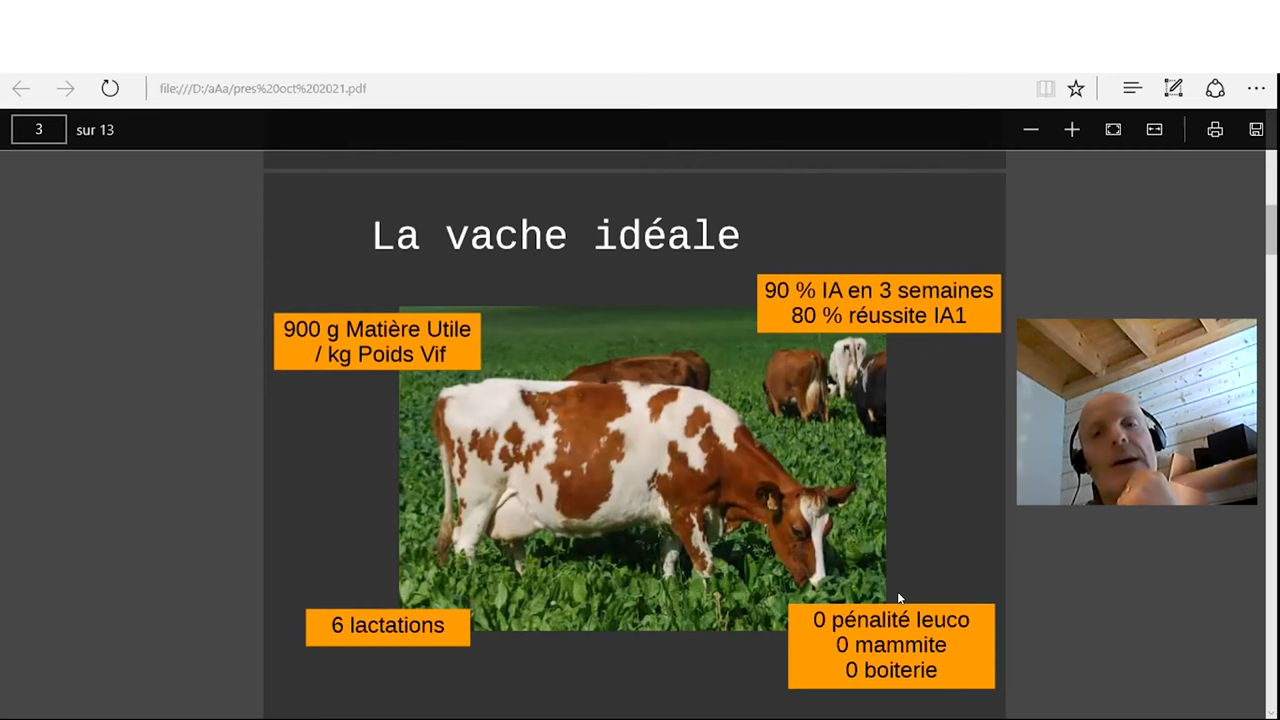 file:///D:/aAa/pres%20oct%202021.pdf
3 sur 13
La vache idéale
90 % IA en 3 semaines
80 % réussite IA1
900 g Matière Utile
/ kg Poids Vif
6 lactations
0 pénalité leuco
0 mammite
0 boiterie